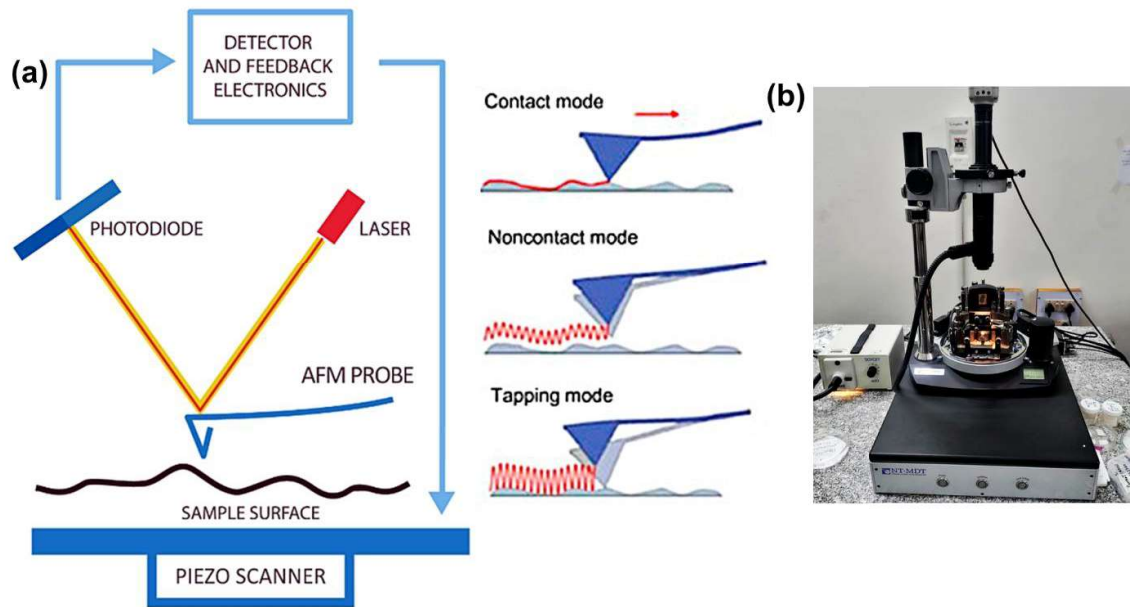 (a)
DETECTOR
AND FEEDBACK
ELECTRONICS
PHOTODIODE
LASER
AFM PROBE
SAMPLE SURFACE
PIEZO SCANNER
Contact mode
Noncontact mode
Tapping mode
(b)
NT-MDT